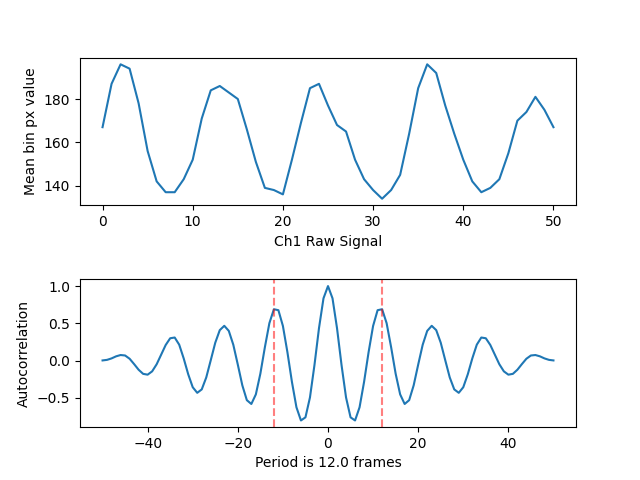 Mean bin px value
180
160
140
0 10 20 30 40 50
Ch1 Raw Signal
Autocorrelation
1.0
0.5
0.0
−0.5
−40 −20 0 20 40
Period is 12.0 frames